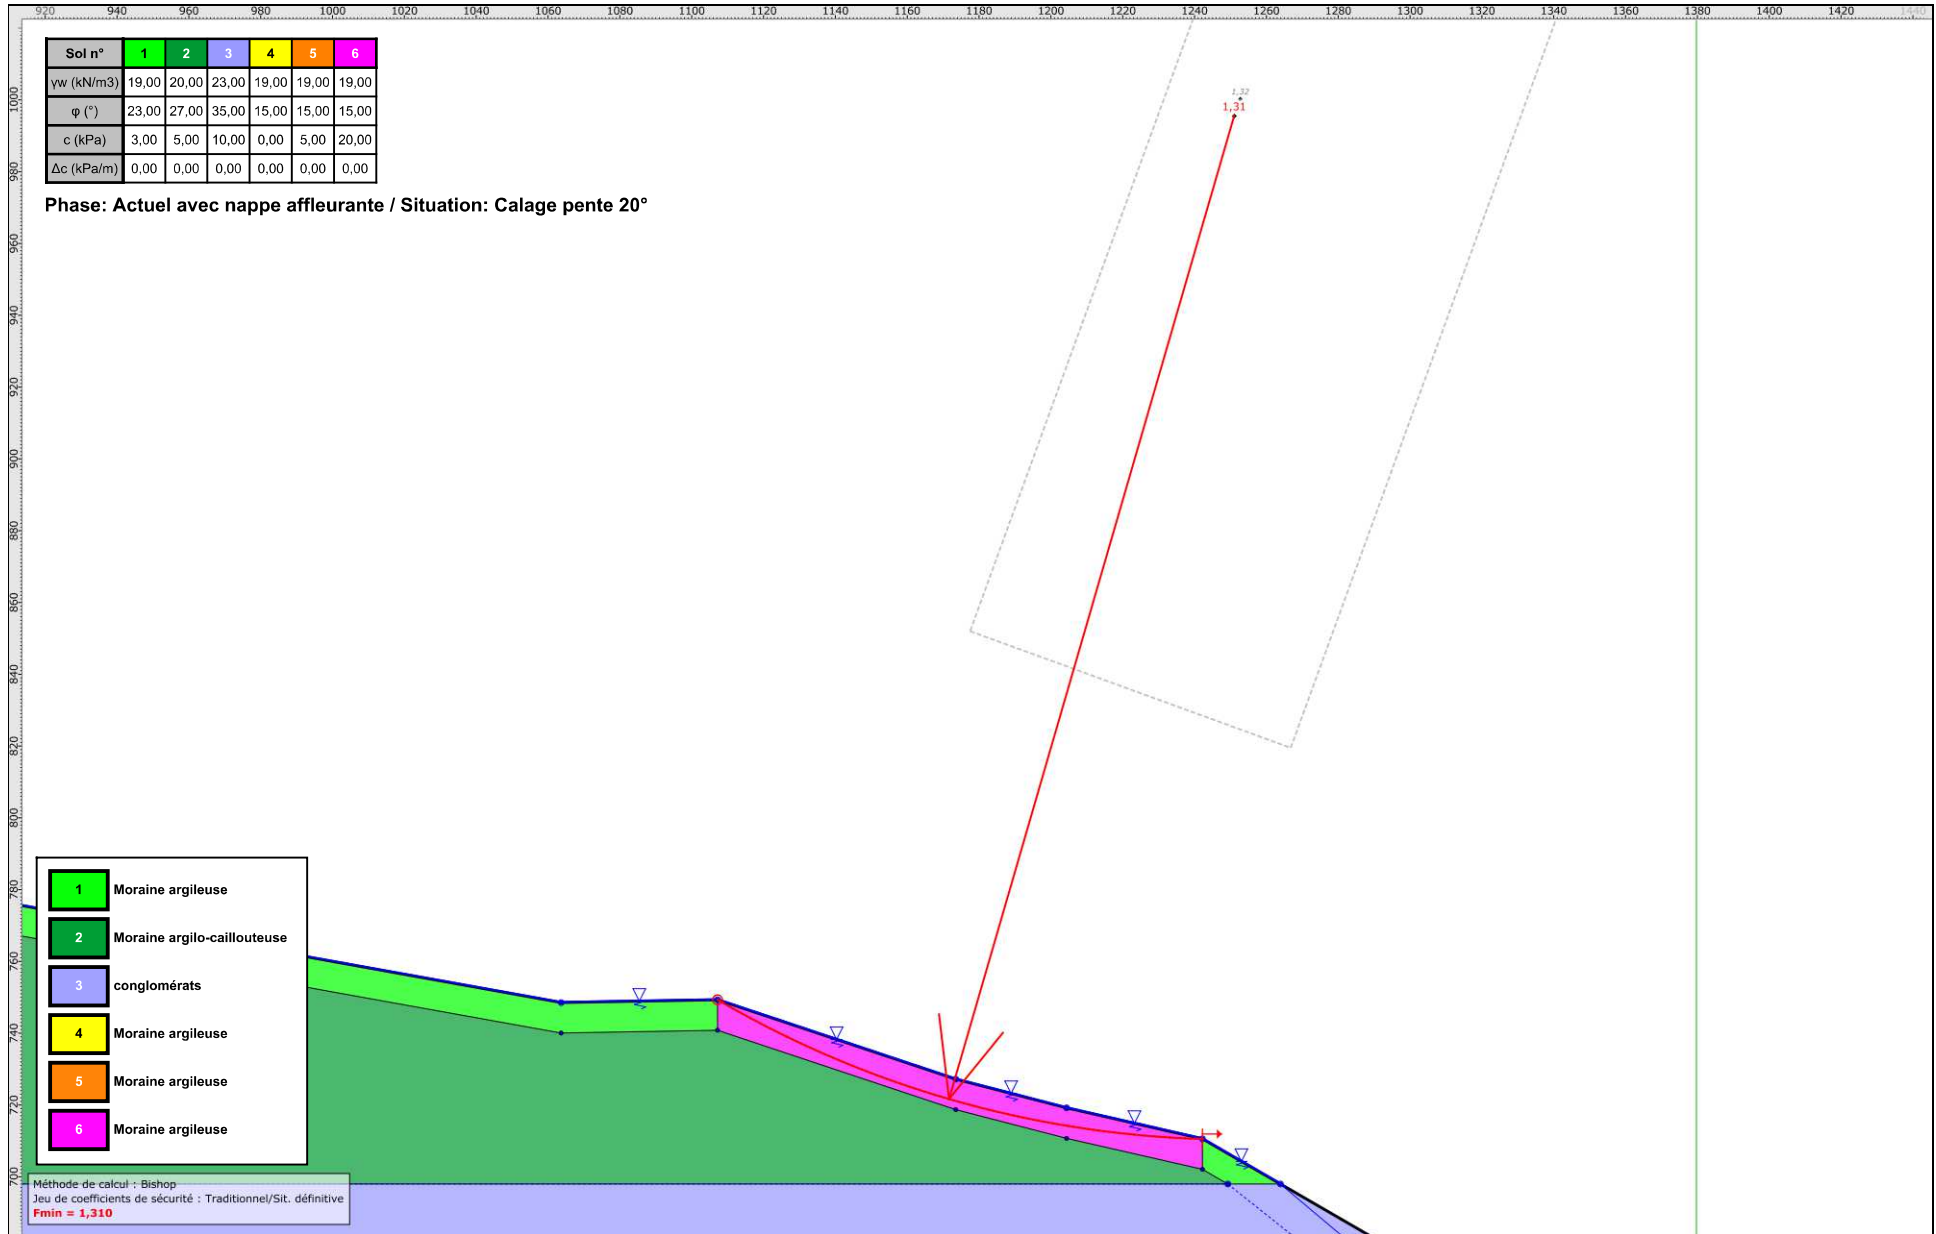 920 940 960 980 1000 1020 1040 1060 1080 1100 1120 1140 1160 1180 1200 1220 1240 1260 1280 1300 1320 1340 1360 1380 1400 1420 1440
Sol n° 1 2 3 4 5 6
γw (kN/m3) 19,00 20,00 23,00 19,00 19,00 19,00
φ (°) 23,00 27,00 35,00 15,00 15,00 15,00
c (kPa) 3,00 5,00 10,00 0,00 5,00 20,00
Δc (kPa/m) 0,00 0,00 0,00 0,00 0,00 0,00
Phase: Actuel avec nappe affleurante / Situation: Calage pente 20°
1,32
1,31
1000
980
960
940
920
900
880
860
840
820
800
780
760
740
720
700
1 Moraine argileuse
2 Moraine argilo-caillouteuse
3 conglomérats
4 Moraine argileuse
5 Moraine argileuse
6 Moraine argileuse
Méthode de calcul : Bishop
Jeu de coefficients de sécurité : Traditionnel/Sit. définitive
Fmin = 1,310